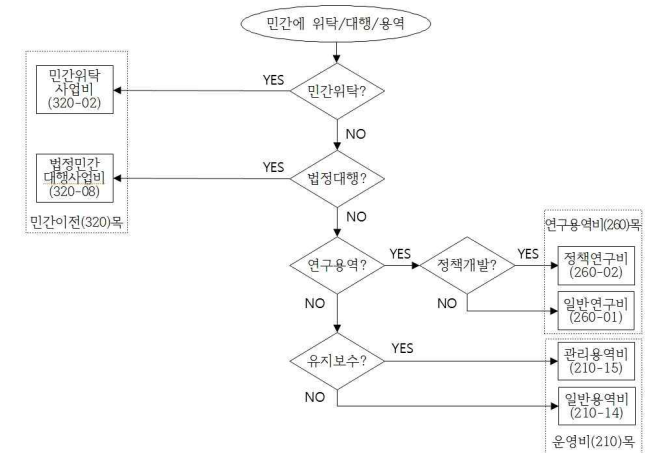 민간에 위탁/대행/용역
민간위탁
사업비
(320-02)
YES
민간위탁?
NO
법정민간
대행사업비
(320-08)
YES
법정대행?
민간이전(320)목
NO
연구용역비(260)목
연구용역?
YES
정책개발?
YES
정책연구비
(260-02)
NO
NO
일반연구비
(260-01)
유지보수?
YES
관리용역비
(210-15)
NO
일반용역비
(210-14)
운영비(210)목